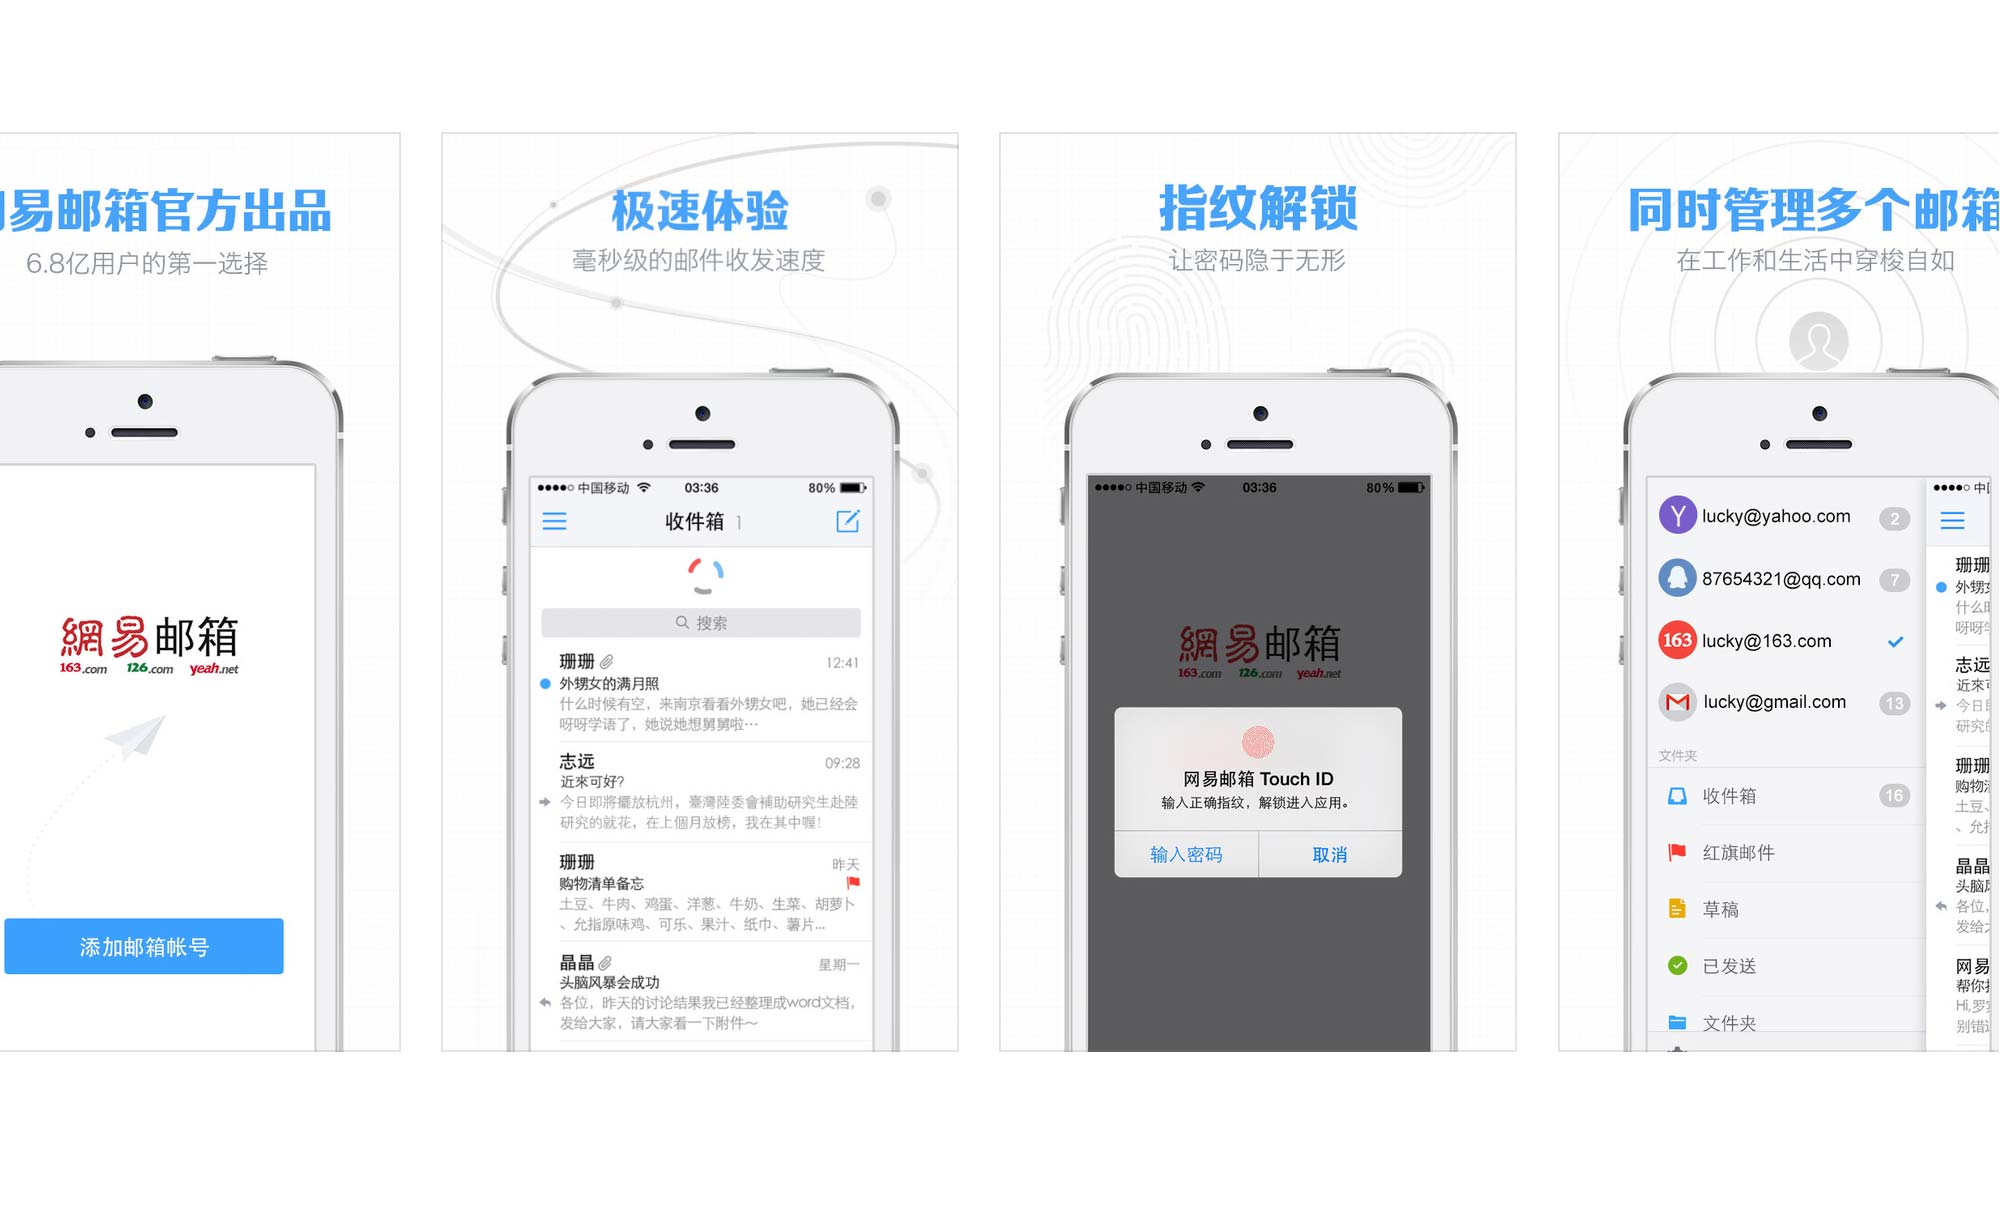 易邮箱官方出品
6.8亿用户的第一选择
網易邮箱
163.com 126.com yeah.net
添加邮箱帐号
极速体验
毫秒级的邮件收发速度
中国移动 03:36 80%
收件箱 1
搜索
珊珊 12:41
外甥女的满月照
什么时候有空，来南京看看外甥女吧，她已经会
呀呀学语了，她说她想舅舅啦…
志远 09:28
近來可好?
今日即將擺放杭州，臺灣陸委會補助研究生赴陸
研究的就花，在上個月放榜，我在其中喔!
珊珊 昨天
购物清单备忘
土豆、牛肉、鸡蛋、洋葱、牛奶、生菜、胡萝卜
、允指原味鸡、可乐、果汁、纸巾、薯片...
晶晶 星期一
头脑风暴会成功
各位，昨天的讨论结果我已经整理成word文档，
发给大家，请大家看一下附件～
指纹解锁
让密码隐于无形
中国移动 03:36 80%
網易邮箱
163.com 126.com yeah.net
网易邮箱 Touch ID
输入正确指纹，解锁进入应用。
输入密码 取消
同时管理多个邮箱
在工作和生活中穿梭自如
Y lucky@yahoo.com 2
87654321@qq.com 7
163 lucky@163.com
lucky@gmail.com 13
文件夹
收件箱 16
红旗邮件
草稿
已发送
文件夹
中
珊珊
外甥
什么
呀呀
志远
近來
今日
研究
珊珊
购物
土豆、
、允
晶晶
头脑
各位，
发给
网易
帮你
Hi,罗
别错